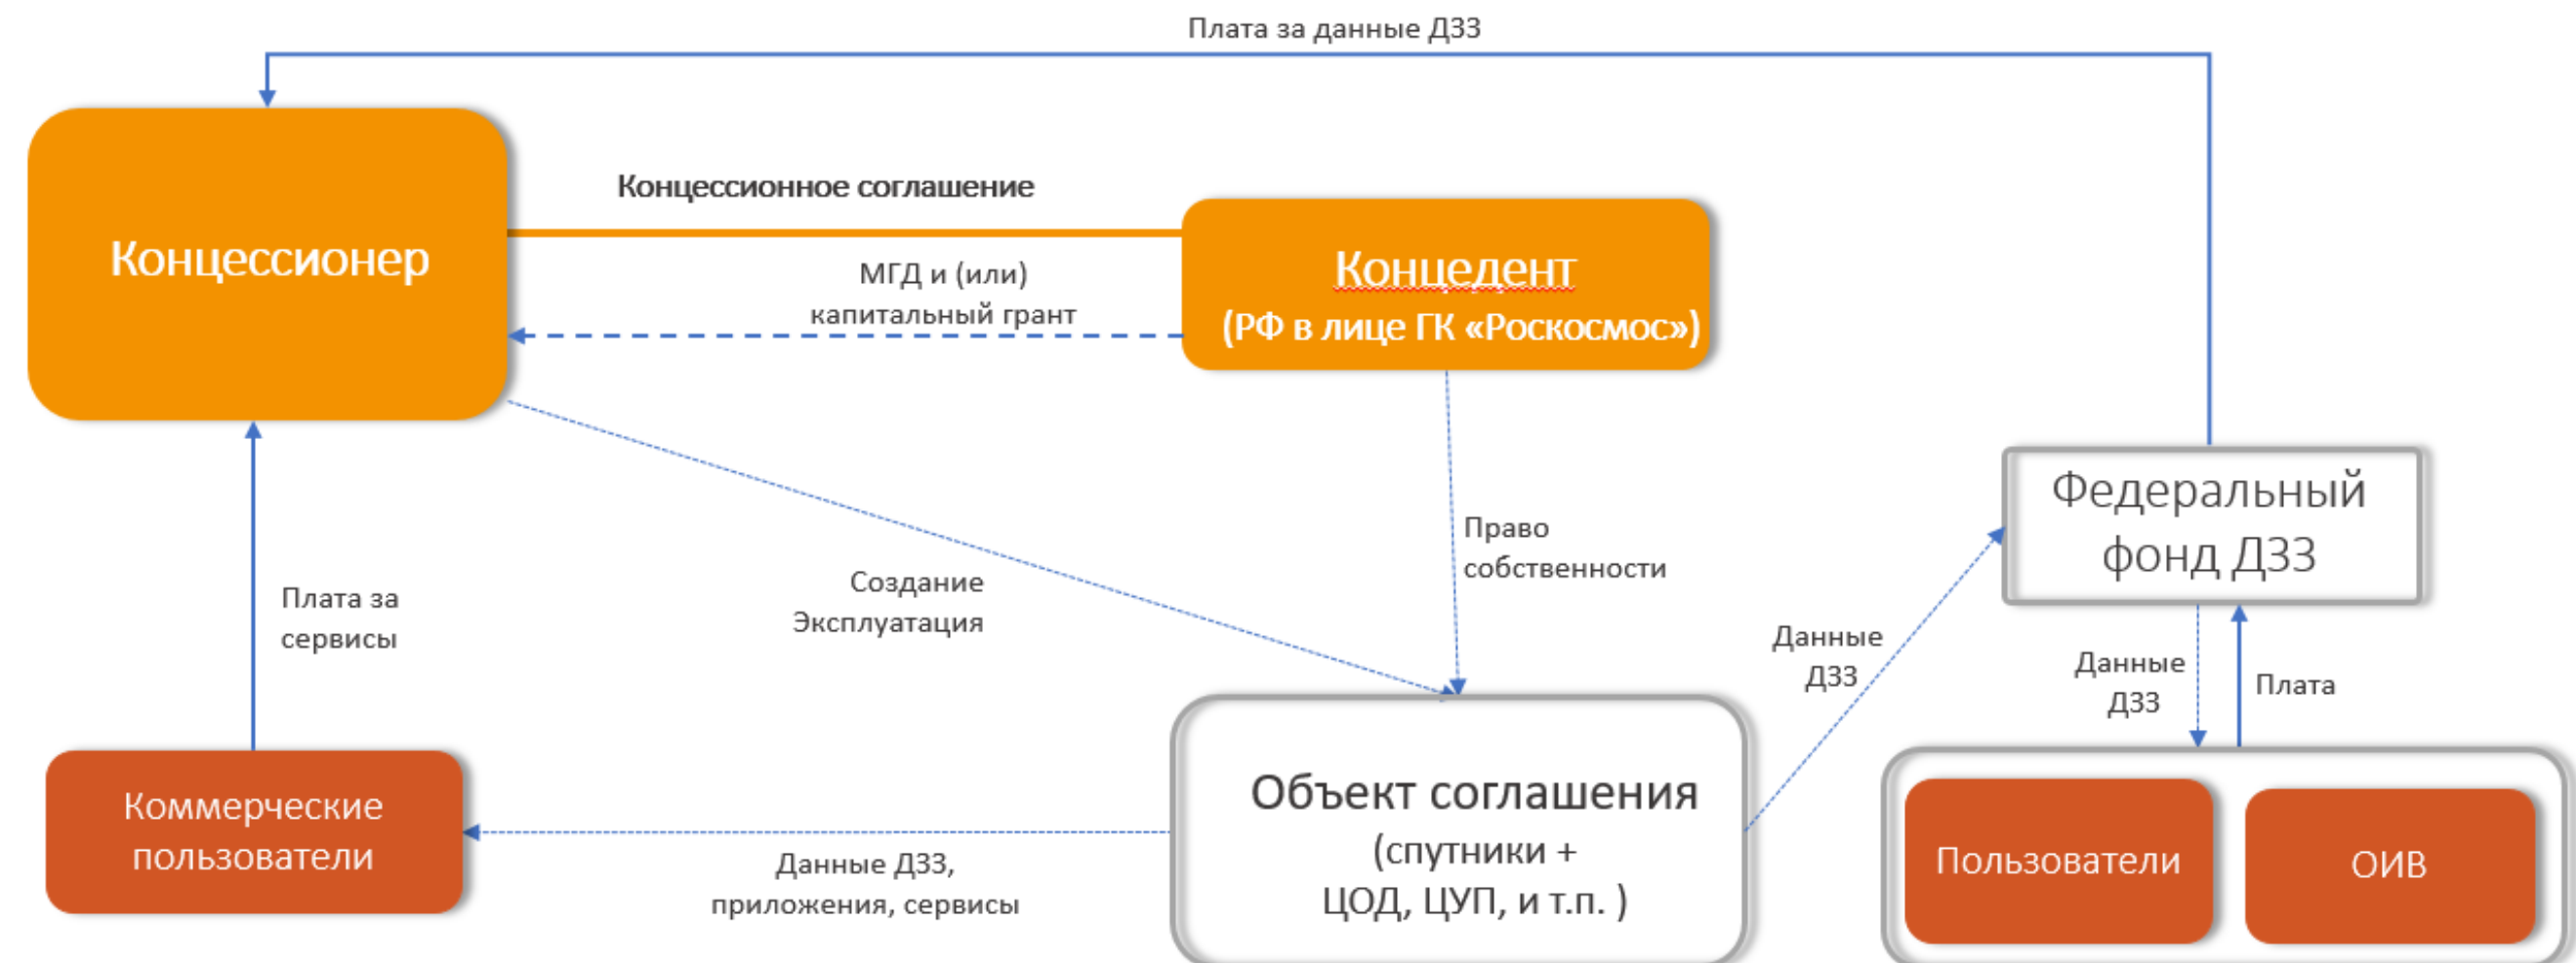 Плата за данные ДЗЗ
Концессионное соглашение
Концессионер
МГД и (или)
капитальный грант
Концедент
(РФ в лице ГК «Роскосмос»)
Федеральный
фонд ДЗЗ
Право
собственности
Создание
Эксплуатация
Плата за
сервисы
Данные
ДЗЗ
Данные
ДЗЗ
Плата
Коммерческие
пользователи
Данные ДЗЗ,
приложения, сервисы
Объект соглашения
(спутники +
ЦОД, ЦУП, и т.п. )
Пользователи
ОИВ